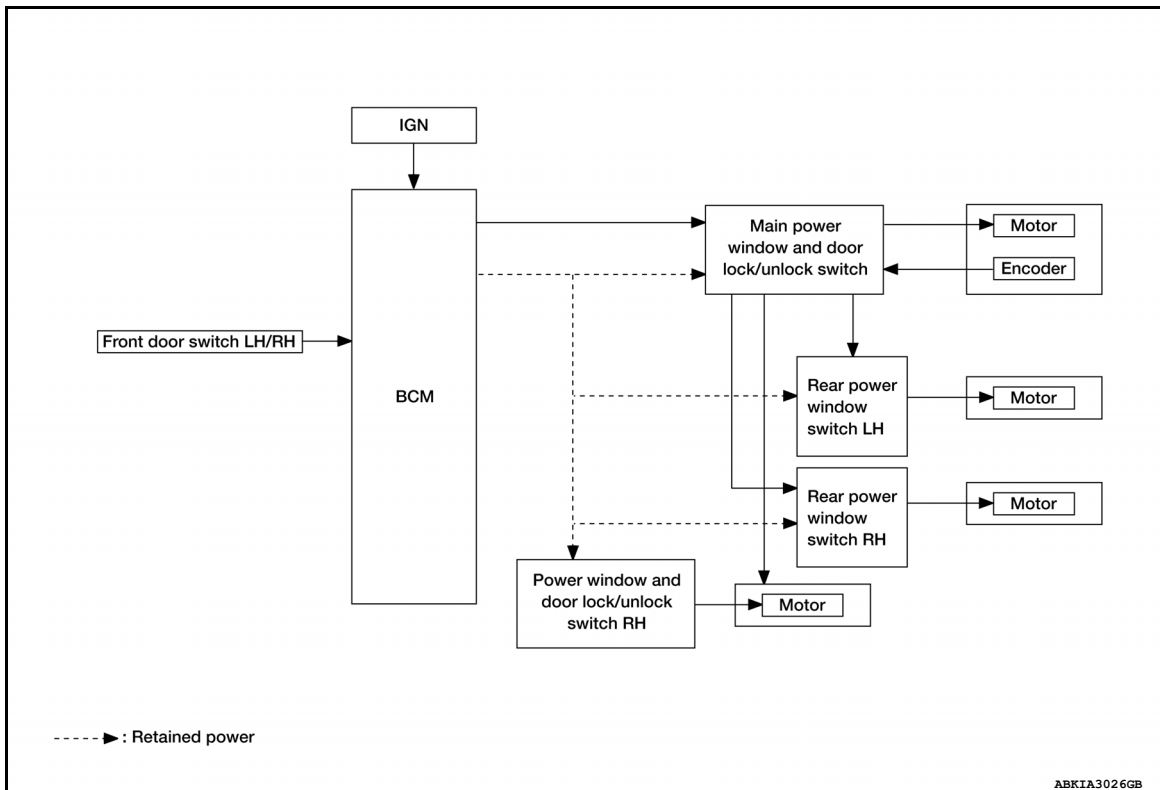 IGN
BCM
Front door switch LH/RH
Main power
window and door
lock/unlock switch
Motor
Encoder
Rear power
window
switch LH
Motor
Rear power
window
switch RH
Motor
Power window and
door lock/unlock
switch RH
Motor
: Retained power
ABKIA3026GB